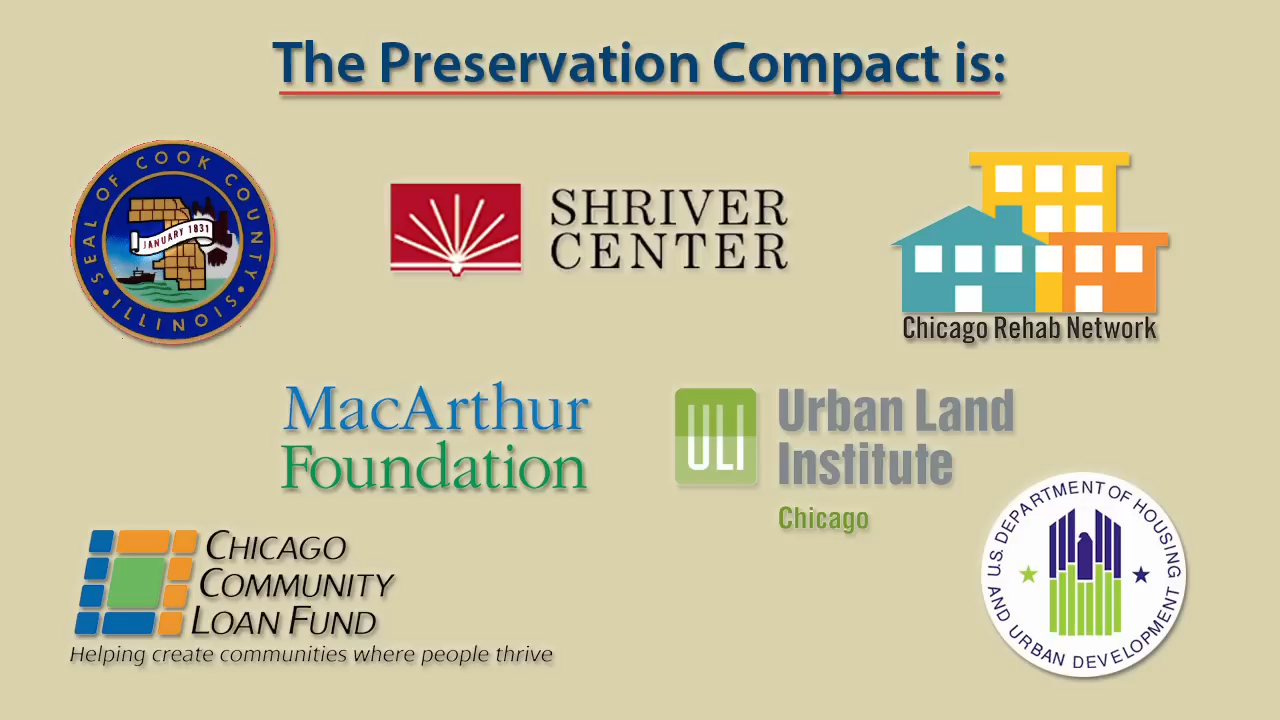 The Preservation Compact is:
SEAL OF COOK COUNTY
• ILLINOIS •
JANUARY 1831
SHRIVER
CENTER
Chicago Rehab Network
MacArthur
Foundation
ULI
Urban Land
Institute
Chicago
CHICAGO
COMMUNITY
LOAN FUND
Helping create communities where people thrive
U.S. DEPARTMENT OF HOUSING
AND URBAN DEVELOPMENT